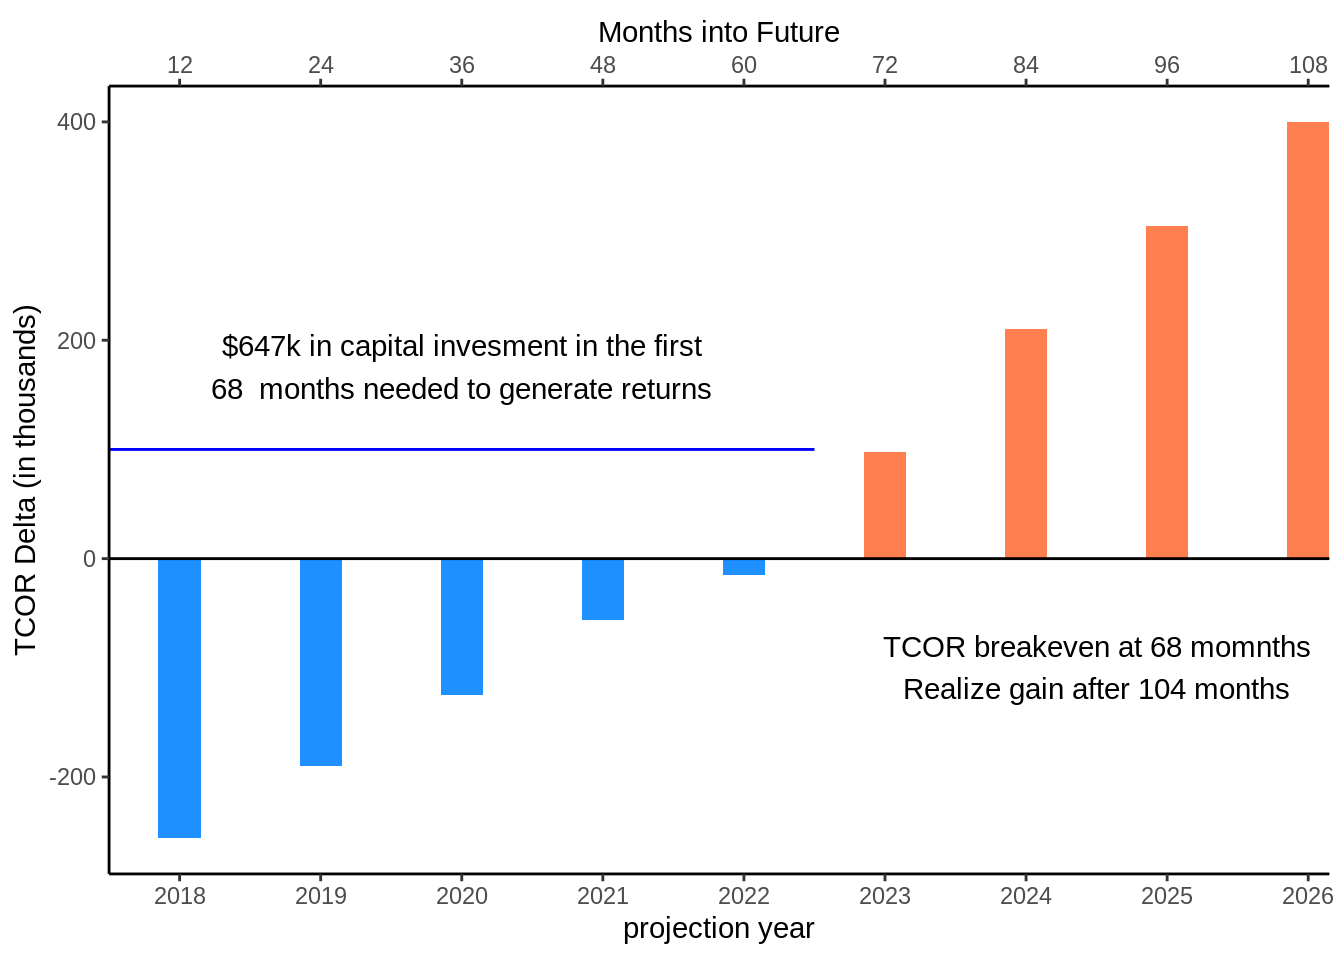 Months into Future
12 24 36 48 60 72 84 96 108
400
200
0
-200
TCOR Delta (in thousands)
$647k in capital invesment in the first
68  months needed to generate returns
TCOR breakeven at 68 momnths
Realize gain after 104 months
2018 2019 2020 2021 2022 2023 2024 2025 2026
projection year